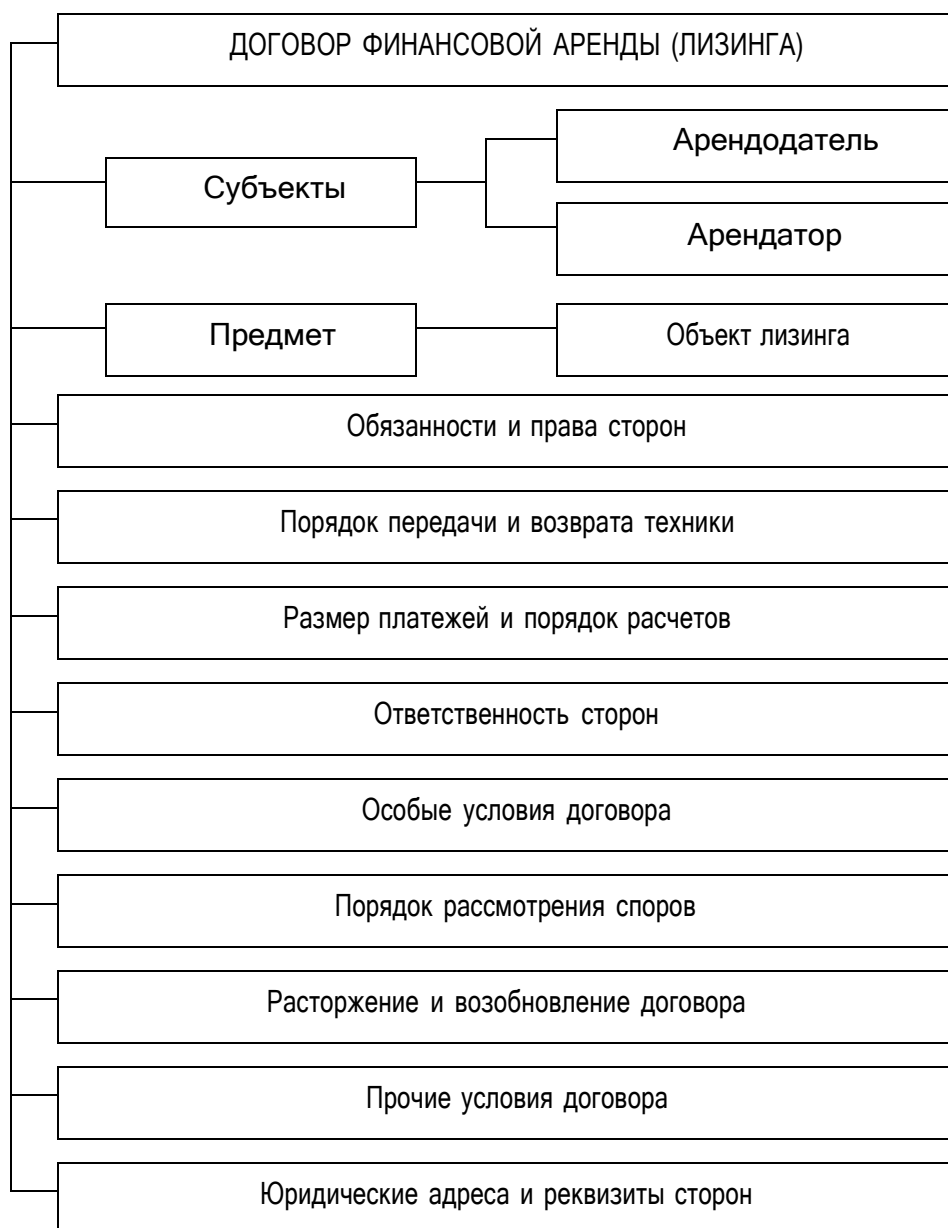 ДОГОВОР ФИНАНСОВОЙ АРЕНДЫ (ЛИЗИНГА)
Арендодатель
Субъекты
Арендатор
Предмет
Объект лизинга
Обязанности и права сторон
Порядок передачи и возврата техники
Размер платежей и порядок расчетов
Ответственность сторон
Особые условия договора
Порядок рассмотрения споров
Расторжение и возобновление договора
Прочие условия договора
Юридические адреса и реквизиты сторон